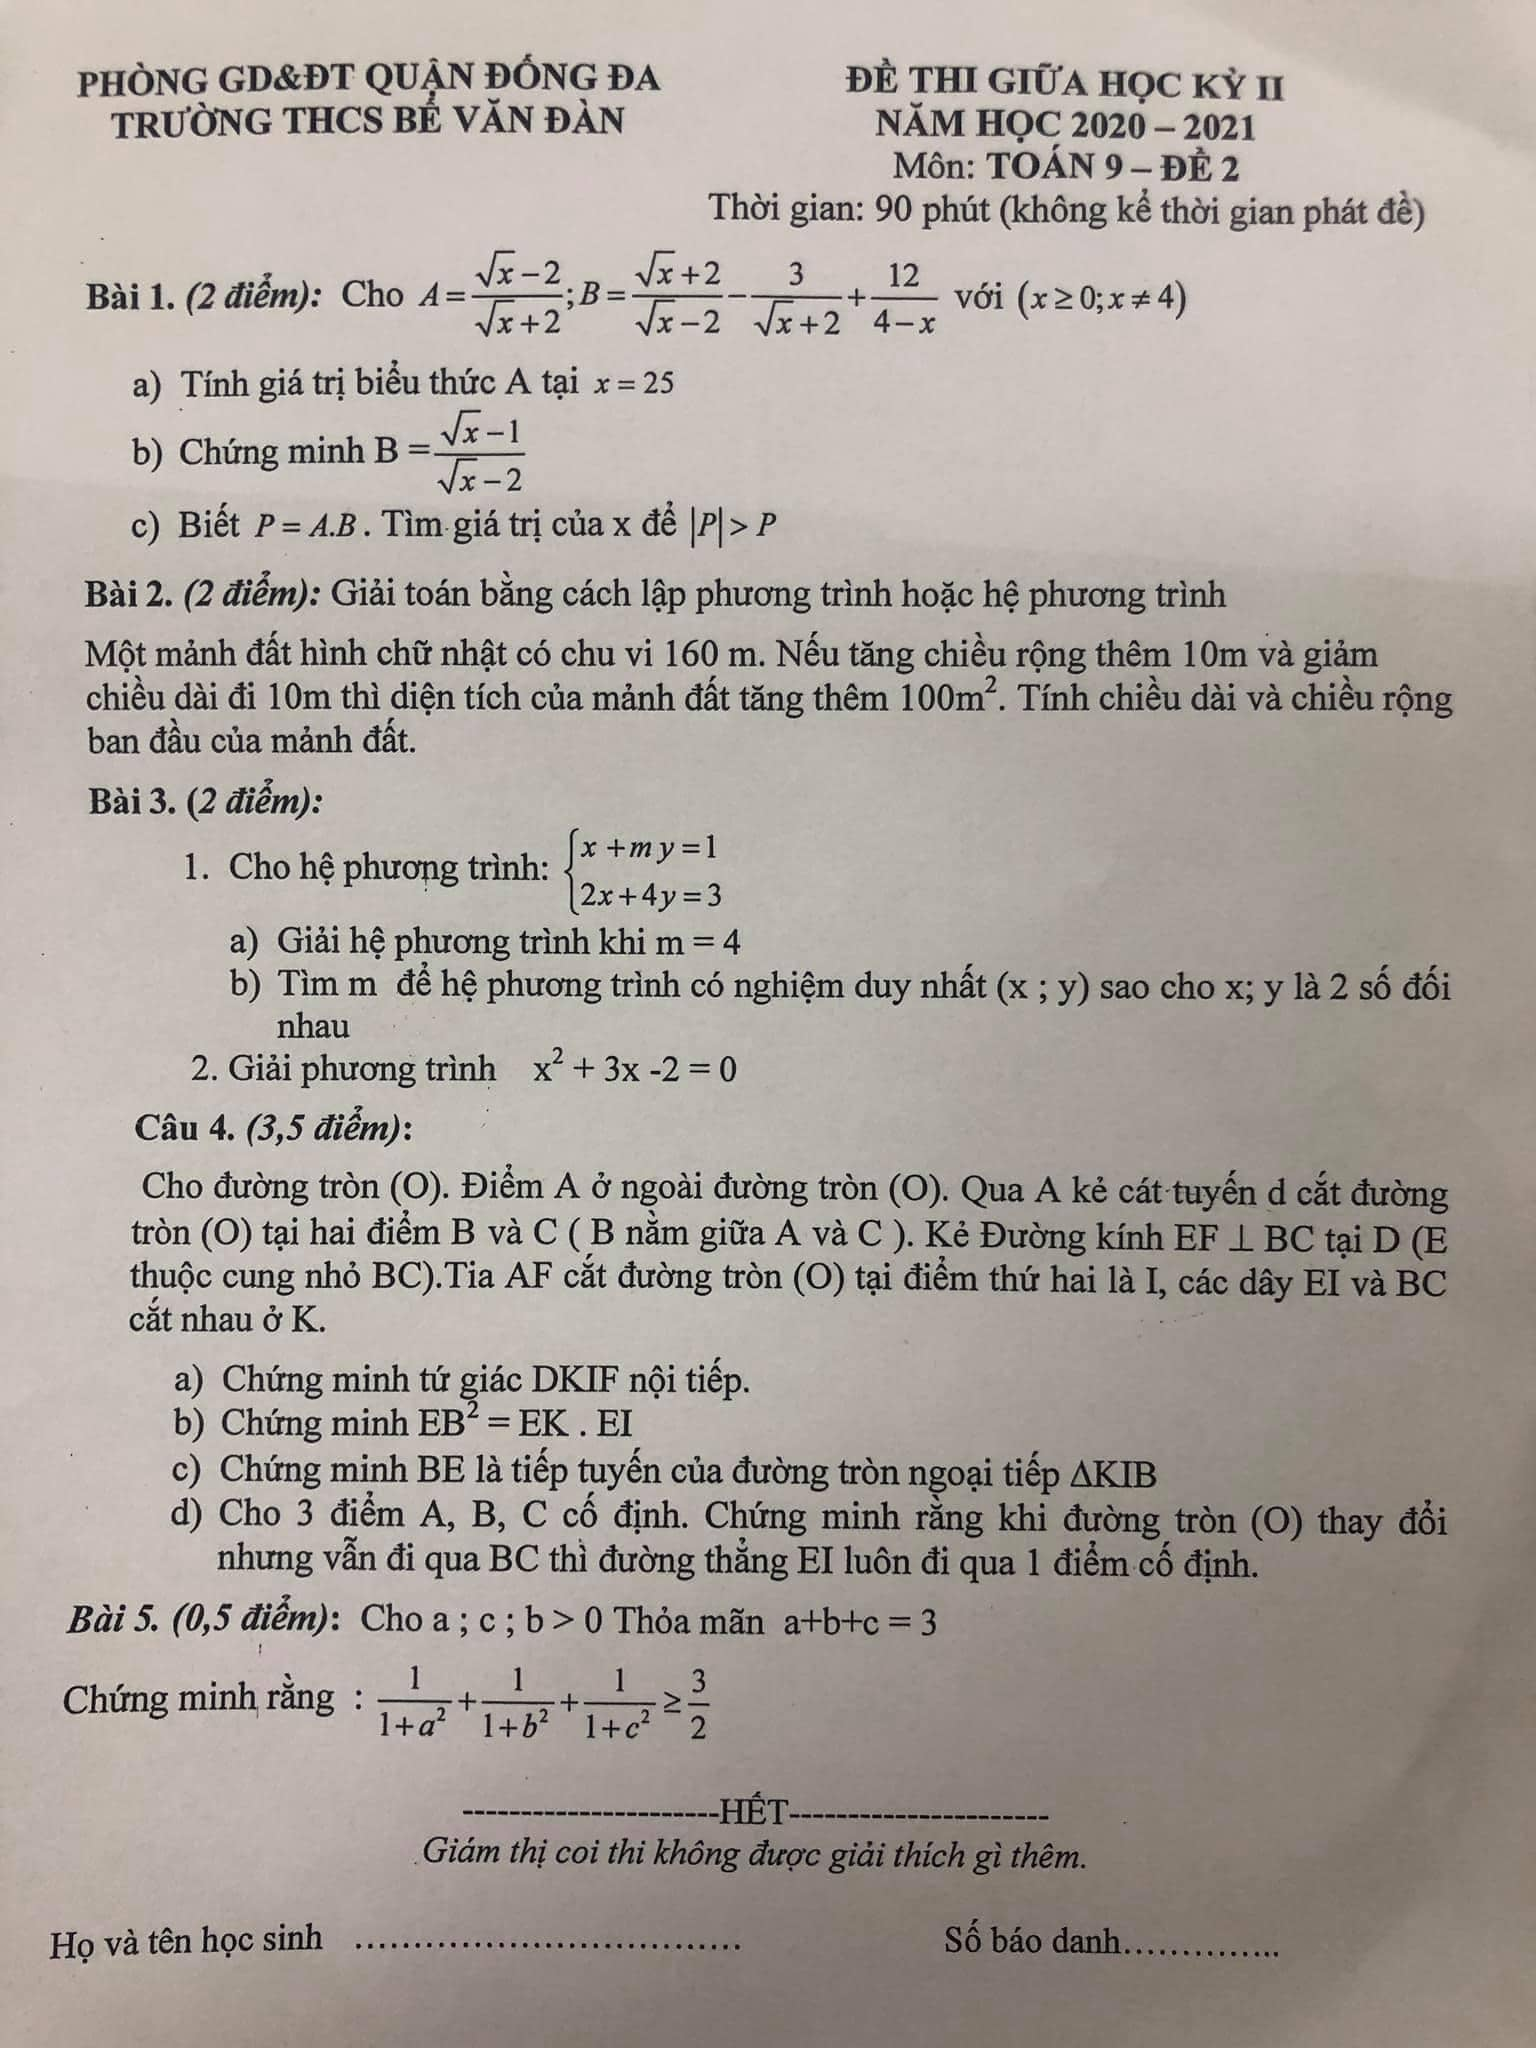 PHÒNG GD&ĐT QUẬN ĐỐNG ĐA
TRƯỜNG THCS BẾ VĂN ĐÀN
ĐỀ THI GIỮA HỌC KỲ II
NĂM HỌC 2020 – 2021
Môn: TOÁN 9 – ĐỀ 2
Thời gian: 90 phút (không kể thời gian phát đề)
Bài 1. (2 điểm): Cho A = (√x − 2)/(√x + 2); B = (√x + 2)/(√x − 2) − 3/(√x + 2) + 12/(4 − x) với (x ≥ 0; x ≠ 4)
a) Tính giá trị biểu thức A tại x = 25
b) Chứng minh B = (√x − 1)/(√x − 2)
c) Biết P = A.B. Tìm giá trị của x để |P| > P
Bài 2. (2 điểm): Giải toán bằng cách lập phương trình hoặc hệ phương trình
Một mảnh đất hình chữ nhật có chu vi 160 m. Nếu tăng chiều rộng thêm 10m và giảm
chiều dài đi 10m thì diện tích của mảnh đất tăng thêm 100m². Tính chiều dài và chiều rộng
ban đầu của mảnh đất.
Bài 3. (2 điểm):
1. Cho hệ phương trình: { x + my = 1
2x + 4y = 3
a) Giải hệ phương trình khi m = 4
b) Tìm m để hệ phương trình có nghiệm duy nhất (x ; y) sao cho x; y là 2 số đối
nhau
2. Giải phương trình x² + 3x -2 = 0
Câu 4. (3,5 điểm):
Cho đường tròn (O). Điểm A ở ngoài đường tròn (O). Qua A kẻ cát tuyến d cắt đường
tròn (O) tại hai điểm B và C ( B nằm giữa A và C ). Kẻ Đường kính EF ⊥ BC tại D (E
thuộc cung nhỏ BC).Tia AF cắt đường tròn (O) tại điểm thứ hai là I, các dây EI và BC
cắt nhau ở K.
a) Chứng minh tứ giác DKIF nội tiếp.
b) Chứng minh EB² = EK . EI
c) Chứng minh BE là tiếp tuyến của đường tròn ngoại tiếp ΔKIB
d) Cho 3 điểm A, B, C cố định. Chứng minh rằng khi đường tròn (O) thay đổi
nhưng vẫn đi qua BC thì đường thẳng EI luôn đi qua 1 điểm cố định.
Bài 5. (0,5 điểm): Cho a ; c ; b > 0 Thỏa mãn a+b+c = 3
Chứng minh rằng : 1/(1+a²) + 1/(1+b²) + 1/(1+c²) ≥ 3/2
----------------------HẾT----------------------
Giám thị coi thi không được giải thích gì thêm.
Họ và tên học sinh .................................
Số báo danh..............